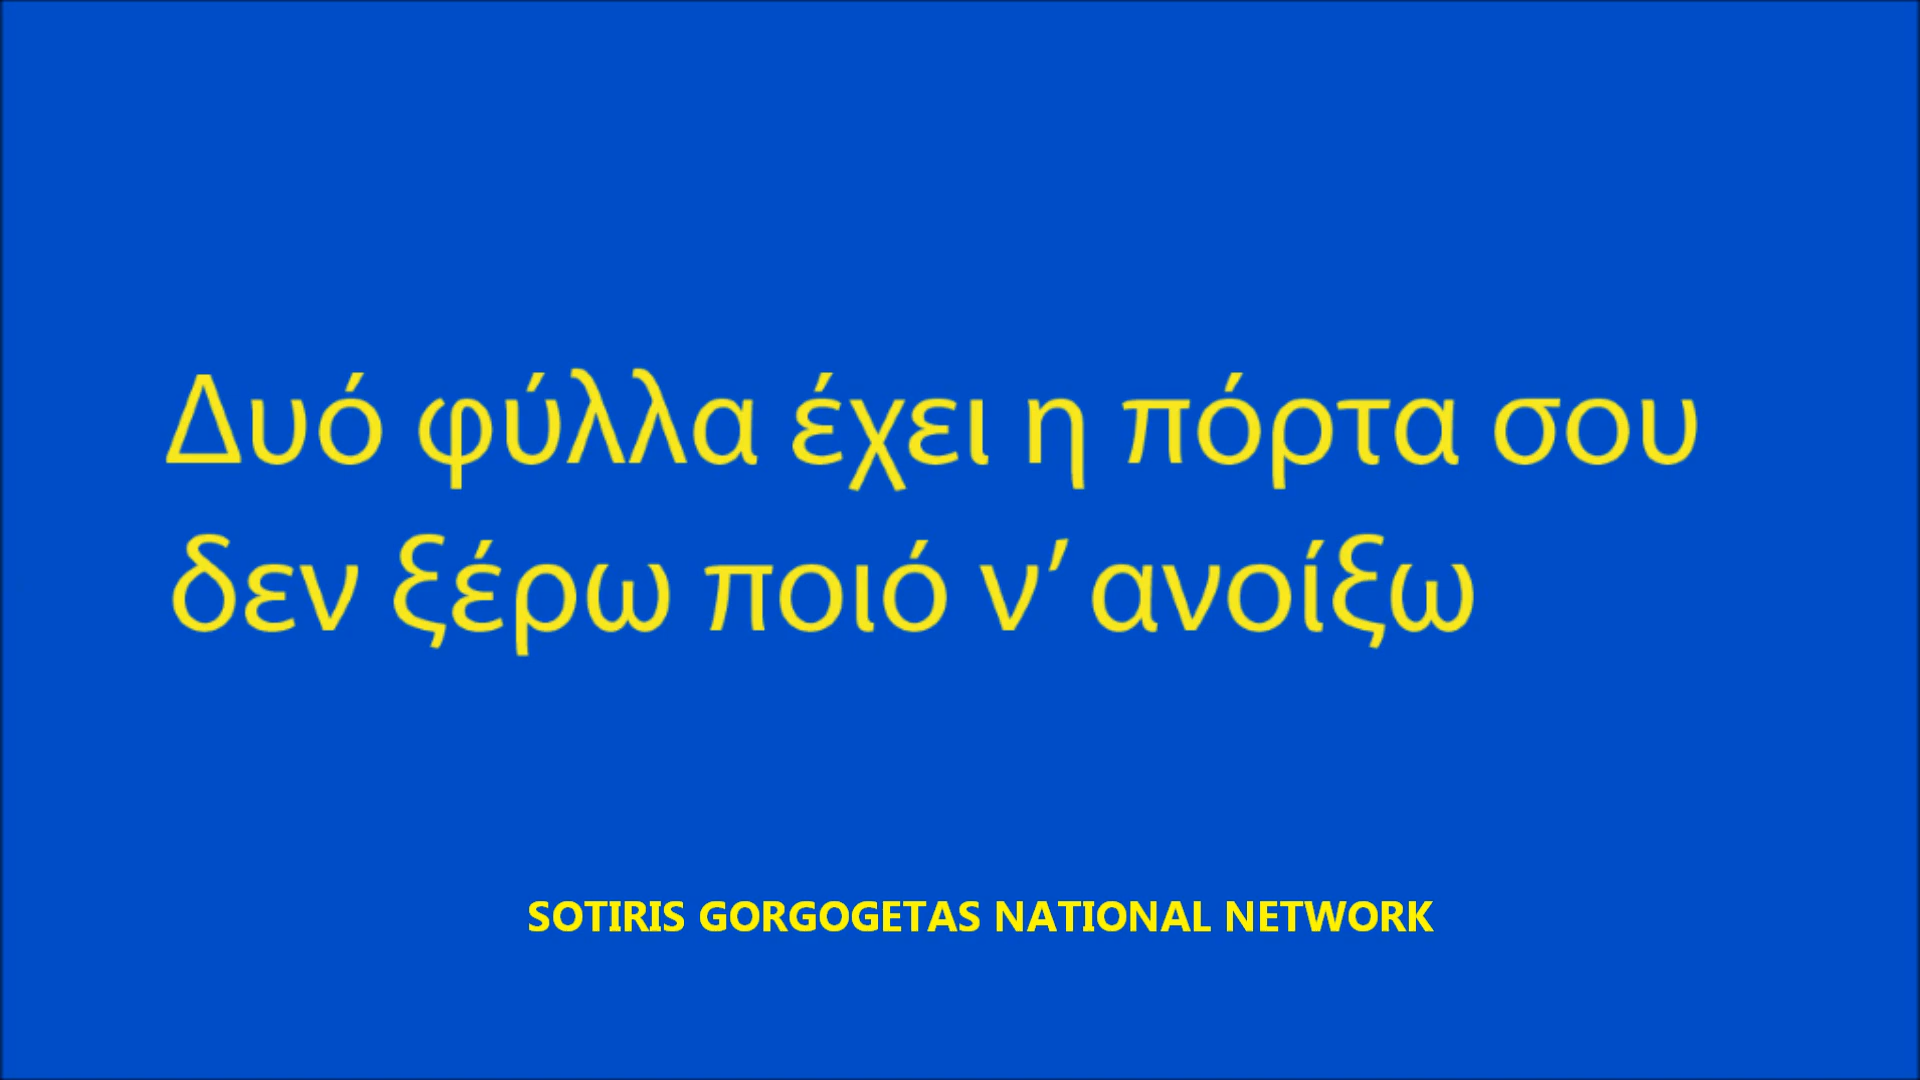 Δυό φύλλα έχει η πόρτα σου
δεν ξέρω ποιό ν’ ανοίξω
SOTIRIS GORGOGETAS NATIONAL NETWORK